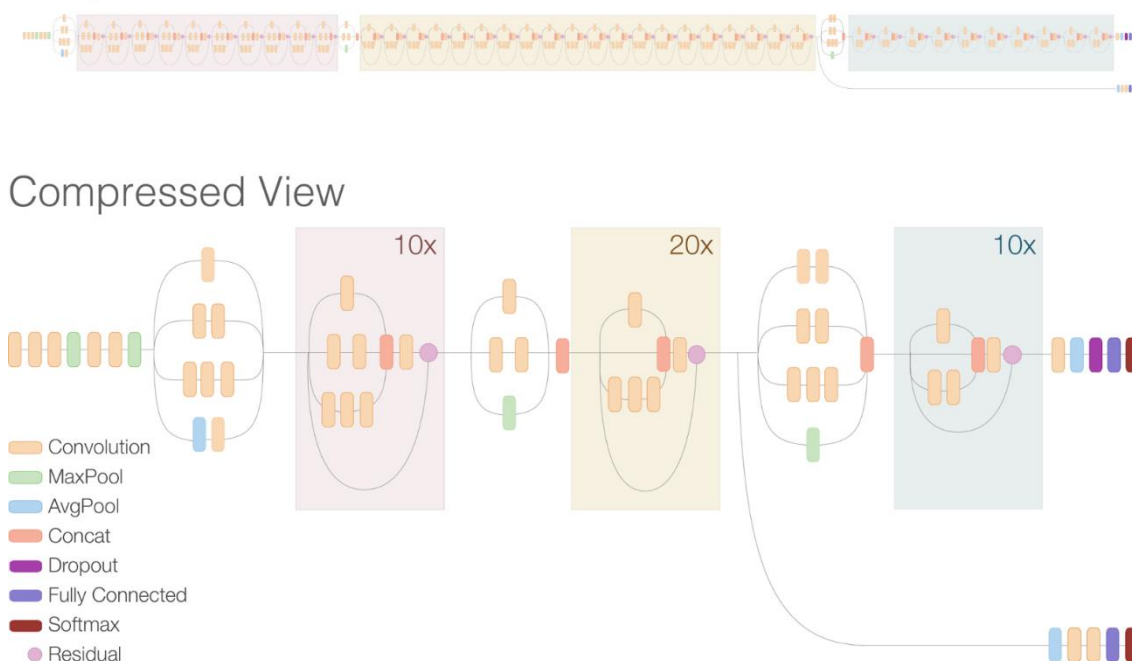 Compressed View
10x
20x
10x
Convolution
MaxPool
AvgPool
Concat
Dropout
Fully Connected
Softmax
Residual